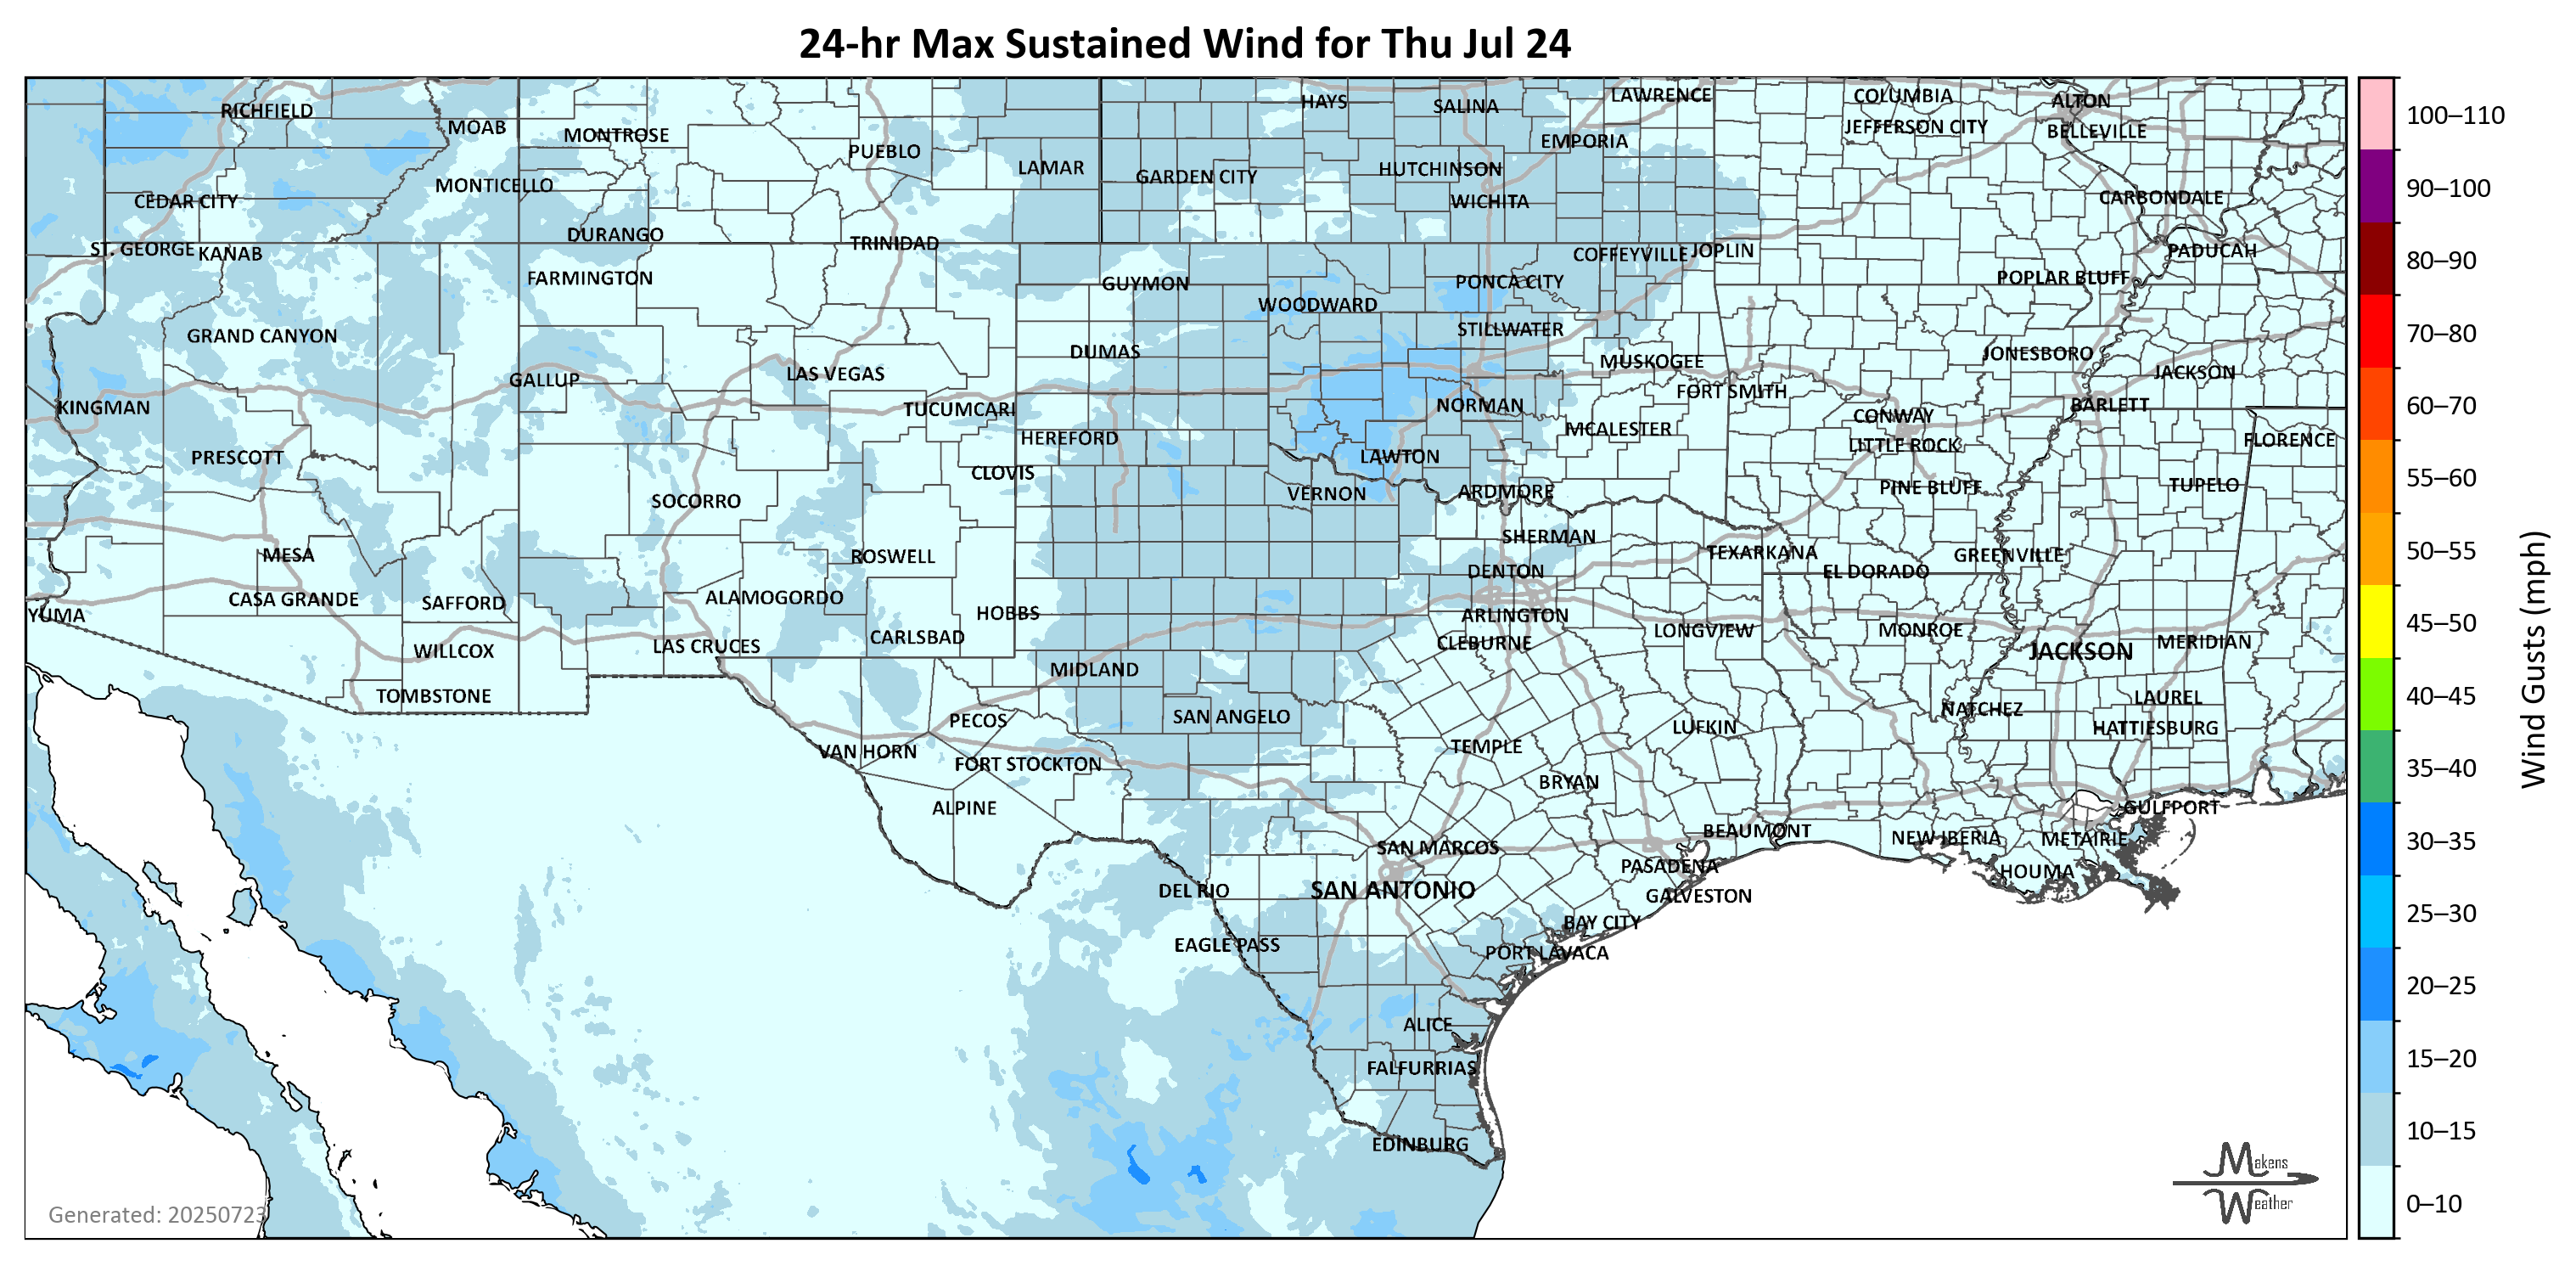 24-hr Max Sustained Wind for Thu Jul 24
RICHFIELD
MOAB
MONTROSE
PUEBLO
LAMAR
HAYS
SALINA
LAWRENCE
COLUMBIA
ALTON
EMPORIA
JEFFERSON CITY
BELLEVILLE
GARDEN CITY
HUTCHINSON
MONTICELLO
CEDAR CITY
WICHITA
CARBONDALE
DURANGO
TRINIDAD
ST. GEORGE
KANAB
COFFEYVILLE
JOPLIN
PADUCAH
FARMINGTON
GUYMON
PONCA CITY
POPLAR BLUFF
WOODWARD
GRAND CANYON
STILLWATER
DUMAS
MUSKOGEE
JONESBORO
GALLUP
LAS VEGAS
JACKSON
FORT SMITH
KINGMAN
TUCUMCARI
NORMAN
CONWAY
BARLETT
HEREFORD
MCALESTER
LITTLE ROCK
FLORENCE
PRESCOTT
CLOVIS
LAWTON
SOCORRO
VERNON
ARDMORE
PINE BLUFF
TUPELO
SHERMAN
MESA
ROSWELL
TEXARKANA
GREENVILLE
DENTON
EL DORADO
CASA GRANDE
SAFFORD
ALAMOGORDO
YUMA
HOBBS
ARLINGTON
WILLCOX
LAS CRUCES
CARLSBAD
CLEBURNE
LONGVIEW
MONROE
JACKSON
MERIDIAN
MIDLAND
TOMBSTONE
PECOS
SAN ANGELO
LUFKIN
NATCHEZ
LAUREL
HATTIESBURG
VAN HORN
FORT STOCKTON
TEMPLE
BRYAN
ALPINE
GULFPORT
BEAUMONT
NEW IBERIA
METAIRIE
SAN MARCOS
PASADENA
HOUMA
DEL RIO
SAN ANTONIO
GALVESTON
BAY CITY
EAGLE PASS
PORT LAVACA
ALICE
FALFURRIAS
EDINBURG
Generated: 20250723
Makens
Weather
100–110
90–100
80–90
70–80
60–70
55–60
50–55
45–50
40–45
35–40
30–35
25–30
20–25
15–20
10–15
0–10
Wind Gusts (mph)